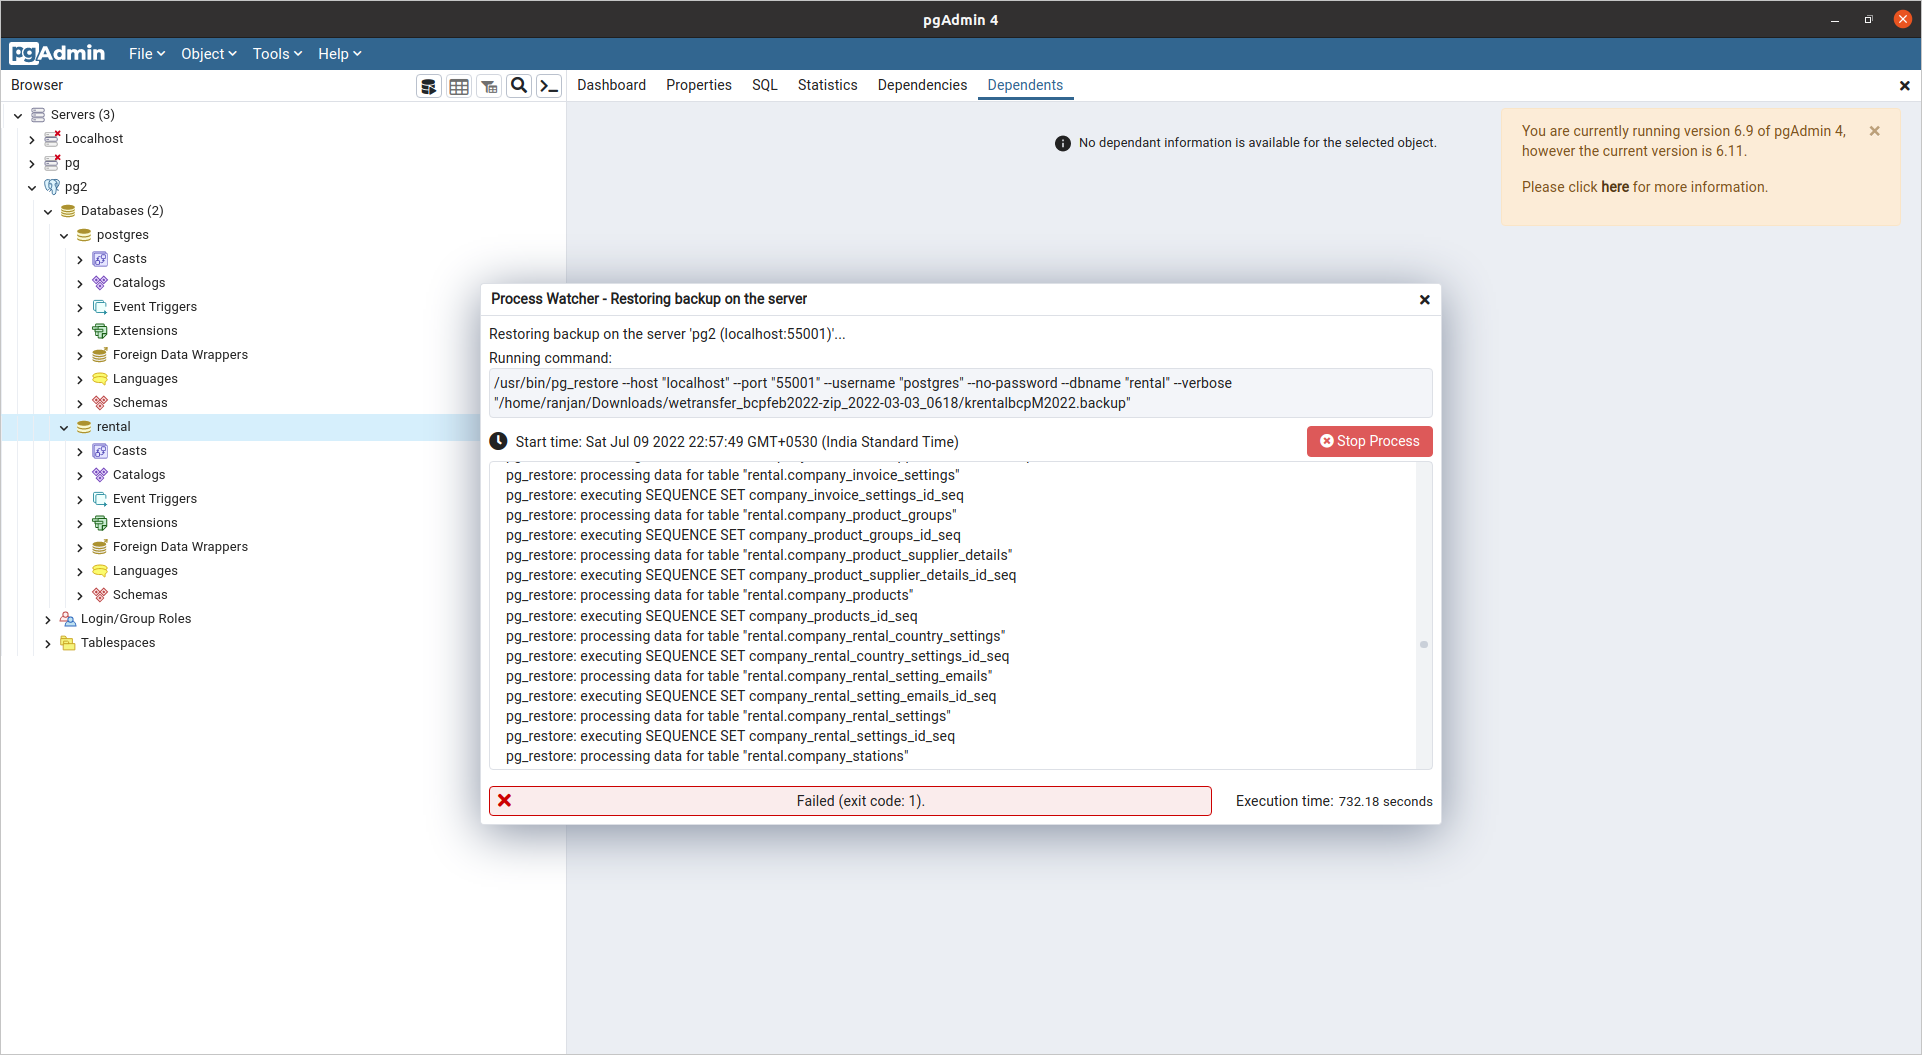 pgAdmin 4
pgAdmin
File
Object
Tools
Help
Browser
Dashboard
Properties
SQL
Statistics
Dependencies
Dependents
Servers (3)
Localhost
pg
pg2
Databases (2)
postgres
Casts
Catalogs
Event Triggers
Extensions
Foreign Data Wrappers
Languages
Schemas
rental
Casts
Catalogs
Event Triggers
Extensions
Foreign Data Wrappers
Languages
Schemas
Login/Group Roles
Tablespaces
No dependant information is available for the selected object.
You are currently running version 6.9 of pgAdmin 4,
however the current version is 6.11.
Please click here for more information.
Process Watcher - Restoring backup on the server
Restoring backup on the server 'pg2 (localhost:55001)'...
Running command:
/usr/bin/pg_restore --host "localhost" --port "55001" --username "postgres" --no-password --dbname "rental" --verbose
"/home/ranjan/Downloads/wetransfer_bcpfeb2022-zip_2022-03-03_0618/krentalbcpM2022.backup"
Start time: Sat Jul 09 2022 22:57:49 GMT+0530 (India Standard Time)
Stop Process
pg_restore: processing data for table "rental.company_invoice_settings"
pg_restore: executing SEQUENCE SET company_invoice_settings_id_seq
pg_restore: processing data for table "rental.company_product_groups"
pg_restore: executing SEQUENCE SET company_product_groups_id_seq
pg_restore: processing data for table "rental.company_product_supplier_details"
pg_restore: executing SEQUENCE SET company_product_supplier_details_id_seq
pg_restore: processing data for table "rental.company_products"
pg_restore: executing SEQUENCE SET company_products_id_seq
pg_restore: processing data for table "rental.company_rental_country_settings"
pg_restore: executing SEQUENCE SET company_rental_country_settings_id_seq
pg_restore: processing data for table "rental.company_rental_setting_emails"
pg_restore: executing SEQUENCE SET company_rental_setting_emails_id_seq
pg_restore: processing data for table "rental.company_rental_settings"
pg_restore: executing SEQUENCE SET company_rental_settings_id_seq
pg_restore: processing data for table "rental.company_stations"
Failed (exit code: 1).
Execution time: 732.18 seconds